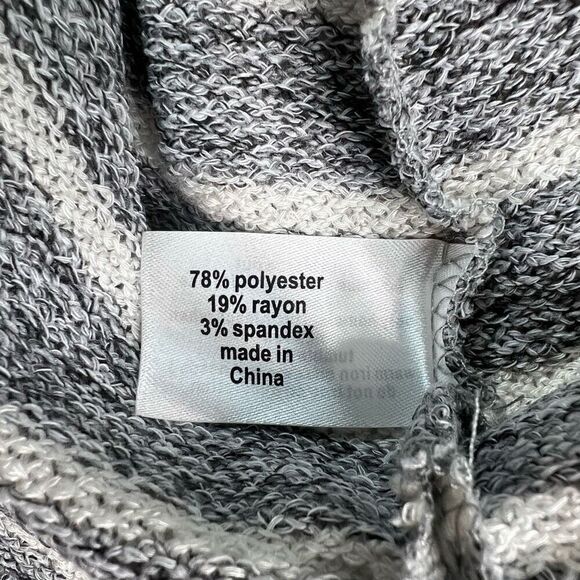 78% polyester
19% rayon
3% spandex
made in
China